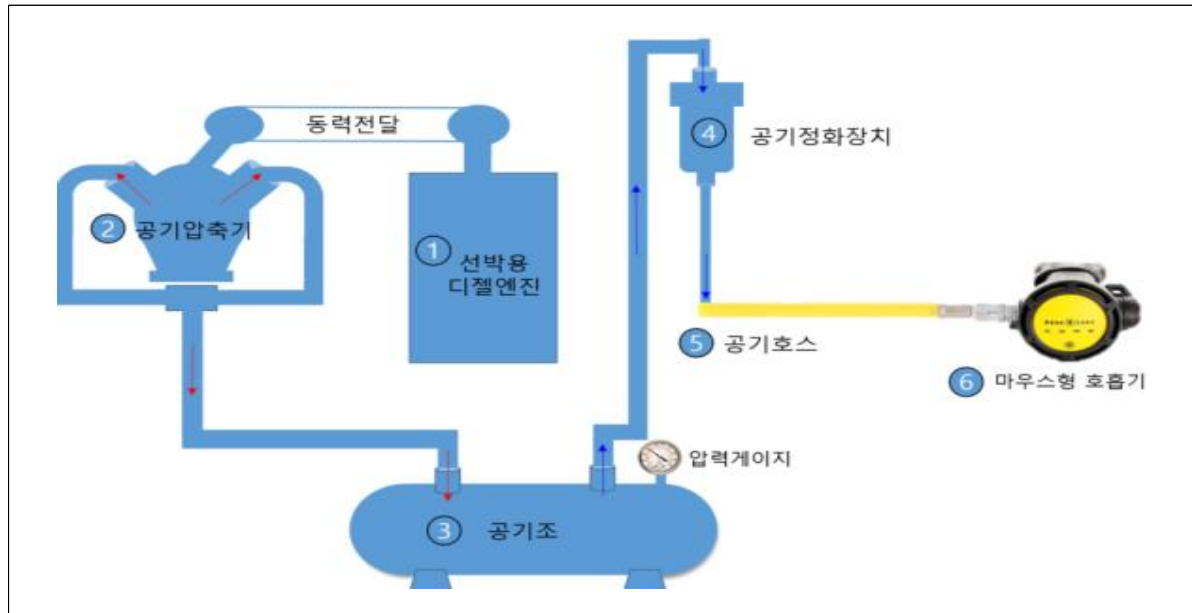 동력전달
④ 공기정화장치
② 공기압축기
① 선박용
디젤엔진
⑤ 공기호스
⑥ 마우스형 호흡기
압력게이지
③ 공기조